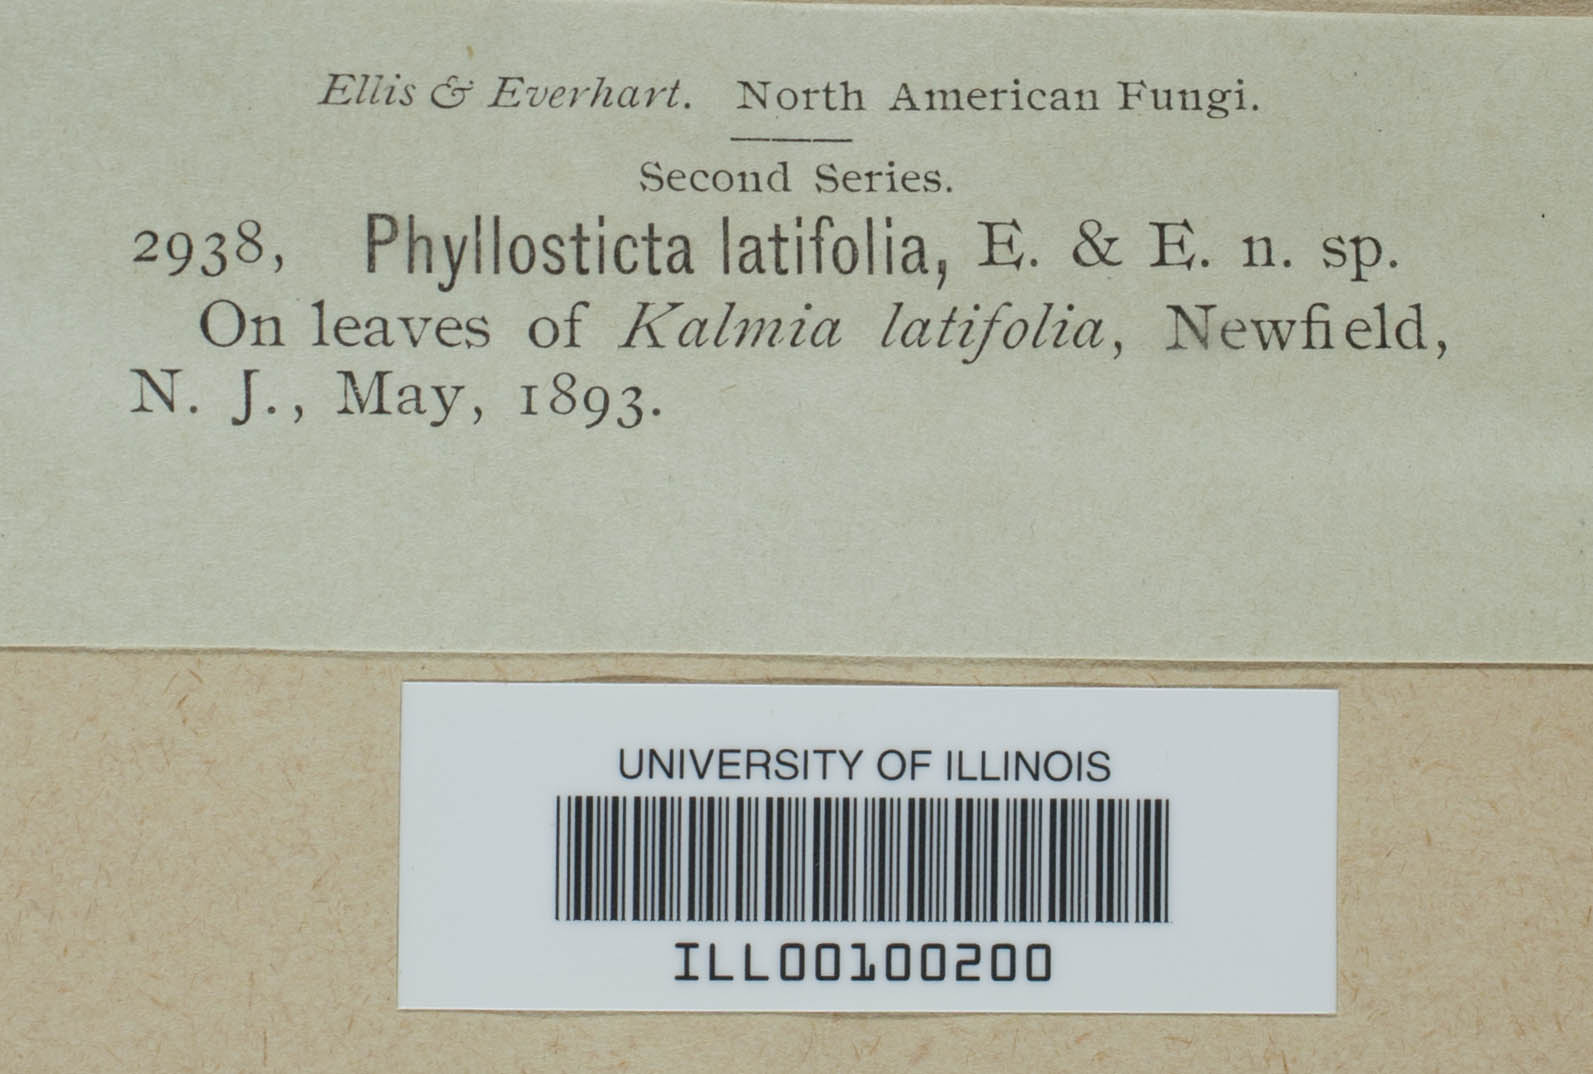 Ellis & Everhart. North American Fungi.
Second Series.
2938, Phyllosticta latifolia, E. & E. n. sp.
On leaves of Kalmia latifolia, Newfield,
N. J., May, 1893.
UNIVERSITY OF ILLINOIS
ILL00100200